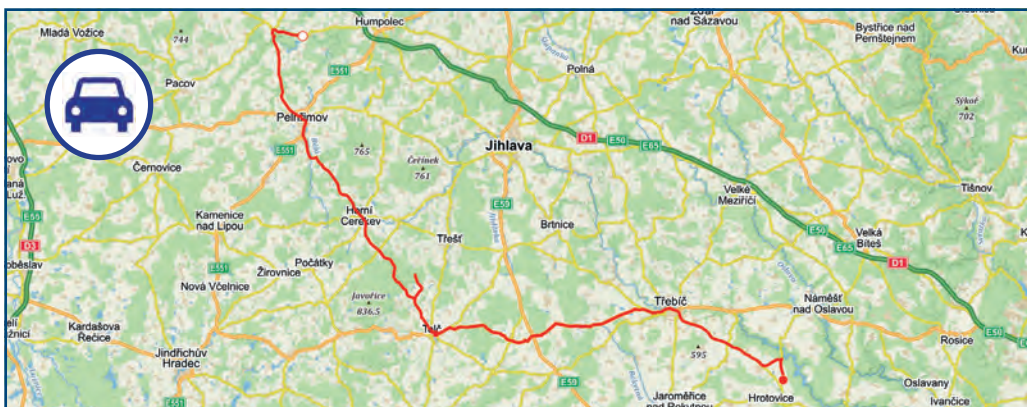 Humpolec
nad Sázavou
Bystřice nad
Pernštejnem
Mladá Vožice
744
E551
Pacov
Polná
Sýkoř
702
Pelhřimov
D1
E50
E65
Jihlava
E551
765
Čeřínek
761
Černovice
Velké
Meziříčí
Tišnov
E55
D3
Kamenice
nad Lipou
Horní
Cerekev
E59
Brtnice
Třešť
E50
Velká
Bíteš
E65
D1
E551
Počátky
Žirovnice
Nová Včelnice
Javořice
836.5
Třebíč
Náměšť
nad Oslavou
Kardašova
Řečice
Telč
E50
Rosice
Jindřichův
Hradec
595
E59
Hrotovice
Oslavany
Jaroměřice
nad Rokytnou
Ivančice
E551